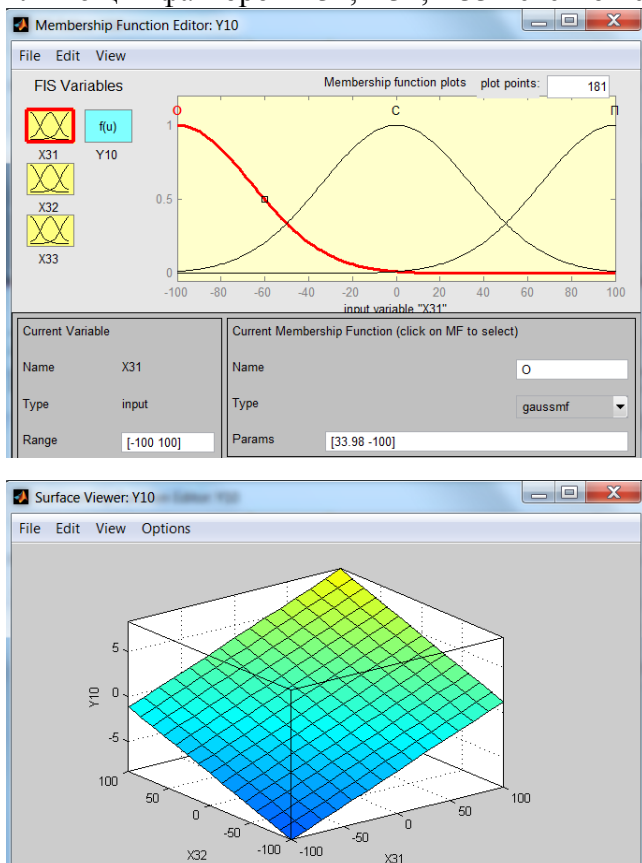 Membership Function Editor: Y10
File Edit View
FIS Variables
Membership function plots plot points: 181
f(u)
X31 Y10
X32
X33
О С П
1
0.5
0
-100 -80 -60 -40 -20 0 20 40 60 80 100
input variable "X31"
Current Variable
Current Membership Function (click on MF to select)
Name X31
Name О
Type input
Type gaussmf
Range [-100 100]
Params [33.98 -100]
Surface Viewer: Y10
File Edit View Options
5
0
-5
Y10
100
50
0
-50
-100
X32
-100
-50
0
50
100
X31